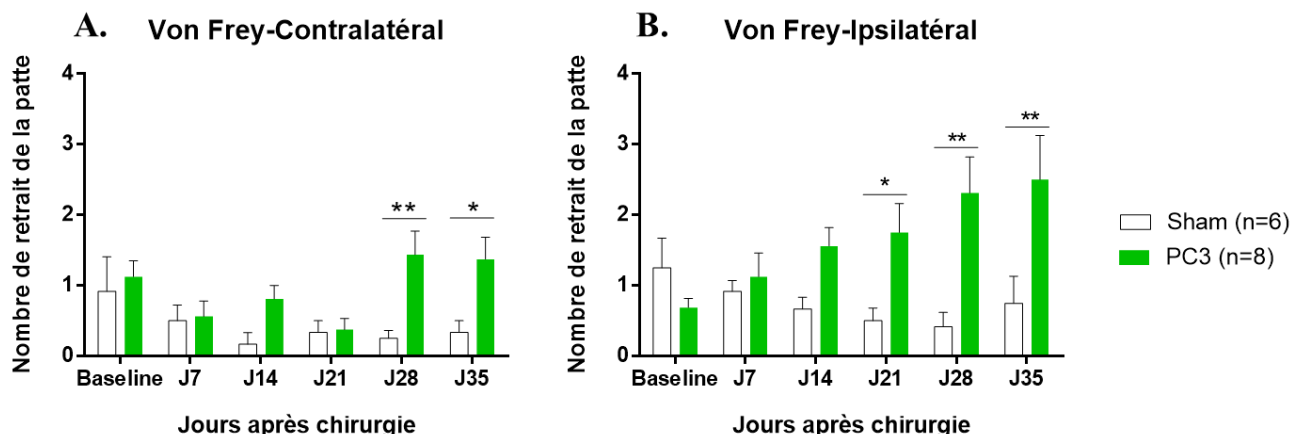 A. Von Frey-Contralatéral
Nombre de retrait de la patte
4
3
2
1
0
** *
Baseline J7 J14 J21 J28 J35
Jours après chirurgie
B. Von Frey-Ipsilatéral
Nombre de retrait de la patte
4
3
2
1
0
* ** **
Baseline J7 J14 J21 J28 J35
Jours après chirurgie
Sham (n=6)
PC3 (n=8)